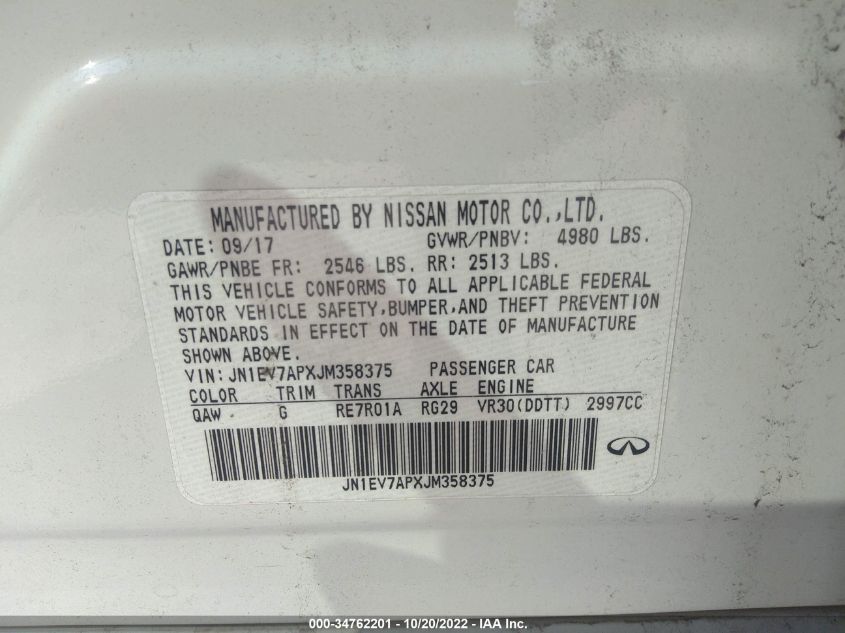 MANUFACTURED BY NISSAN MOTOR CO.,LTD.
DATE: 09/17 GVWR/PNBV: 4980 LBS.
GAWR/PNBE FR: 2546 LBS. RR: 2513 LBS.
THIS VEHICLE CONFORMS TO ALL APPLICABLE FEDERAL
MOTOR VEHICLE SAFETY,BUMPER,AND THEFT PREVENTION
STANDARDS IN EFFECT ON THE DATE OF MANUFACTURE
SHOWN ABOVE.
VIN: JN1EV7APXJM358375 PASSENGER CAR
COLOR TRIM TRANS AXLE ENGINE
QAW G RE7R01A RG29 VR30(DDTT) 2997CC
JN1EV7APXJM358375
000-34762201 - 10/20/2022 - IAA Inc.